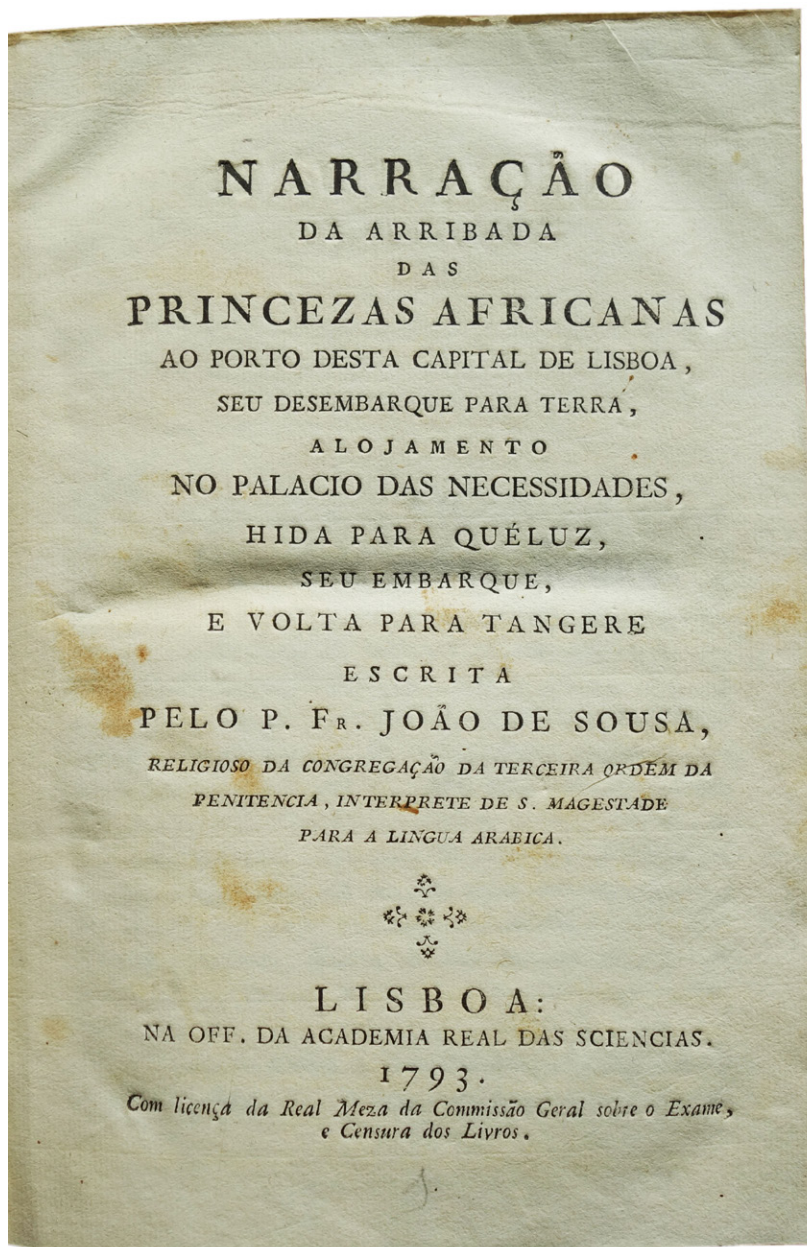 NARRAÇÃO
DA ARRIBADA
DAS
PRINCEZAS AFRICANAS
AO PORTO DESTA CAPITAL DE LISBOA,
SEU DESEMBARQUE PARA TERRA,
ALOJAMENTO
NO PALACIO DAS NECESSIDADES,
HIDA PARA QUÉLUZ,
SEU EMBARQUE,
E VOLTA PARA TANGERE
ESCRITA
PELO P. FR. JOÃO DE SOUSA,
RELIGIOSO DA CONGREGAÇÃO DA TERCEIRA ORDEM DA
PENITENCIA, INTERPRETE DE S. MAGESTADE
PARA A LINGUA ARABICA.
LISBOA:
NA OFF. DA ACADEMIA REAL DAS SCIENCIAS.
1793.
Com licença da Real Meza da Commissão Geral sobre o Exame,
e Censura dos Livros.